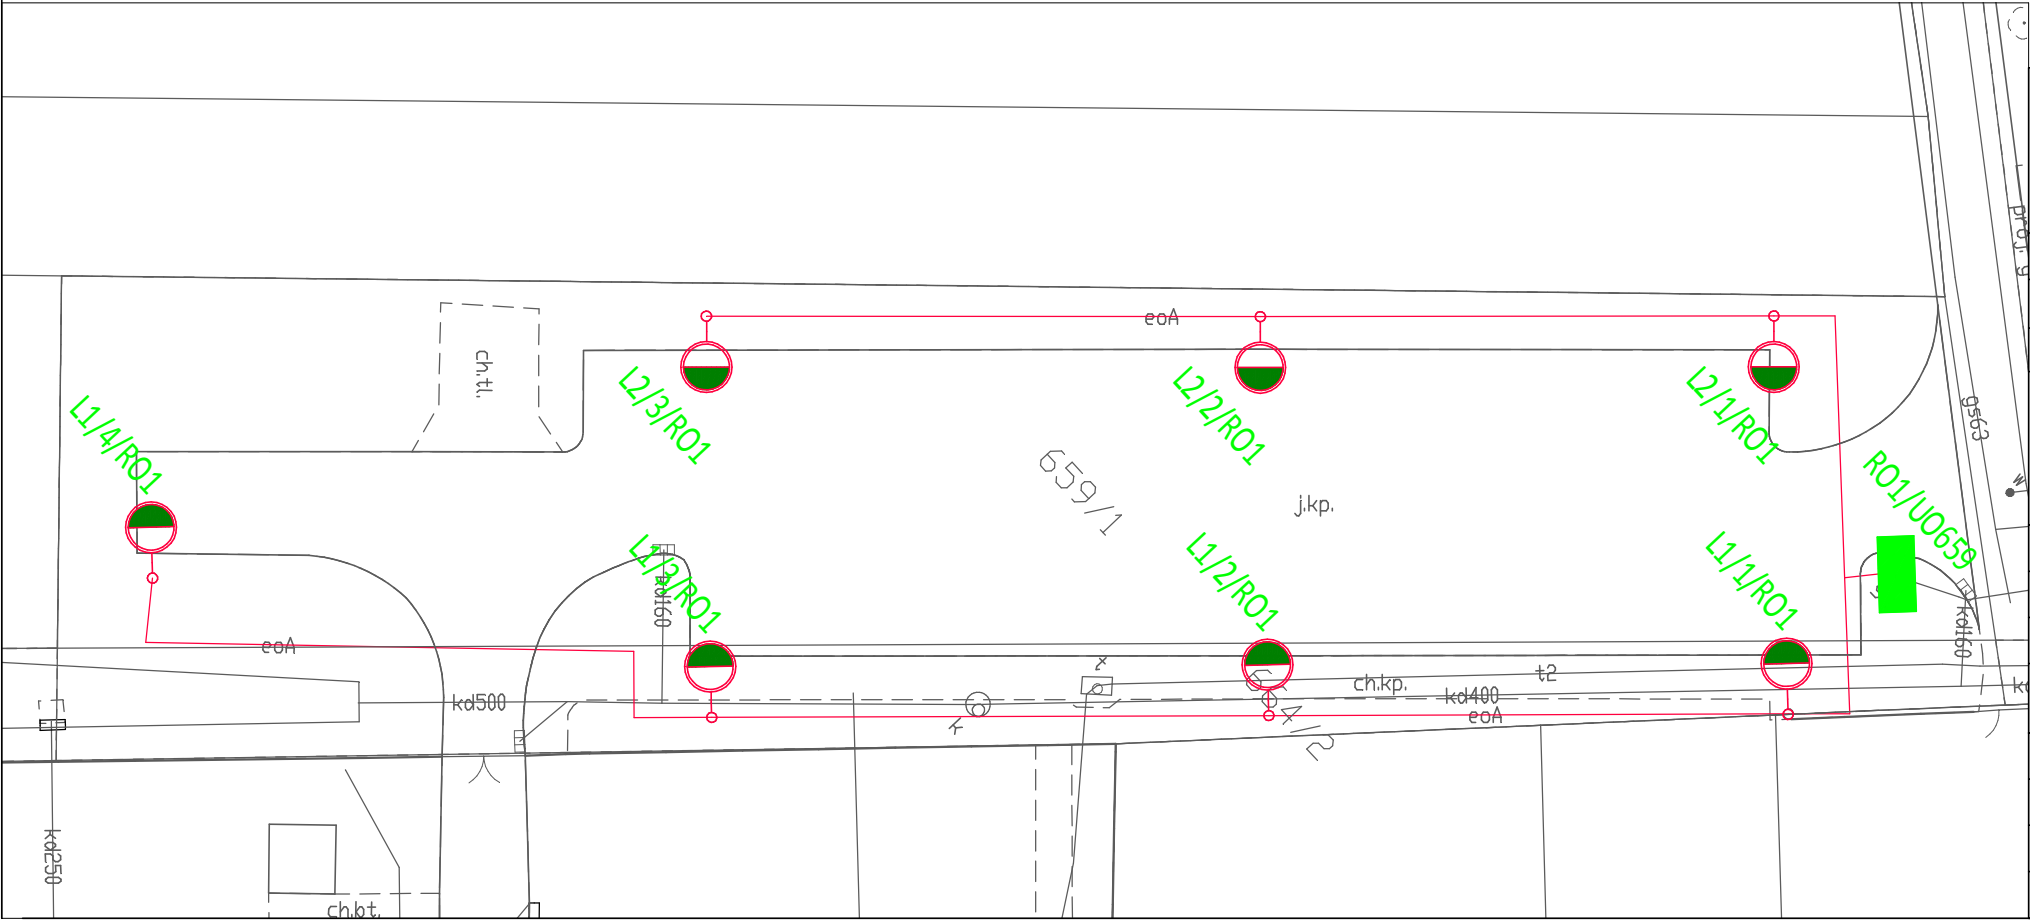 eoA
ch.tl.
L2/3/RO1
L2/2/RO1
L2/1/RO1
L1/4/RO1
gs63
proj. g
w
659/1
j.kp.
RO1/UO659
L1/3/RO1
L1/2/RO1
L1/1/RO1
kd160
kd160
eoA
kd500
k
x
ch.kp.
t2
kd400
eoA
kd250
ch.bt.